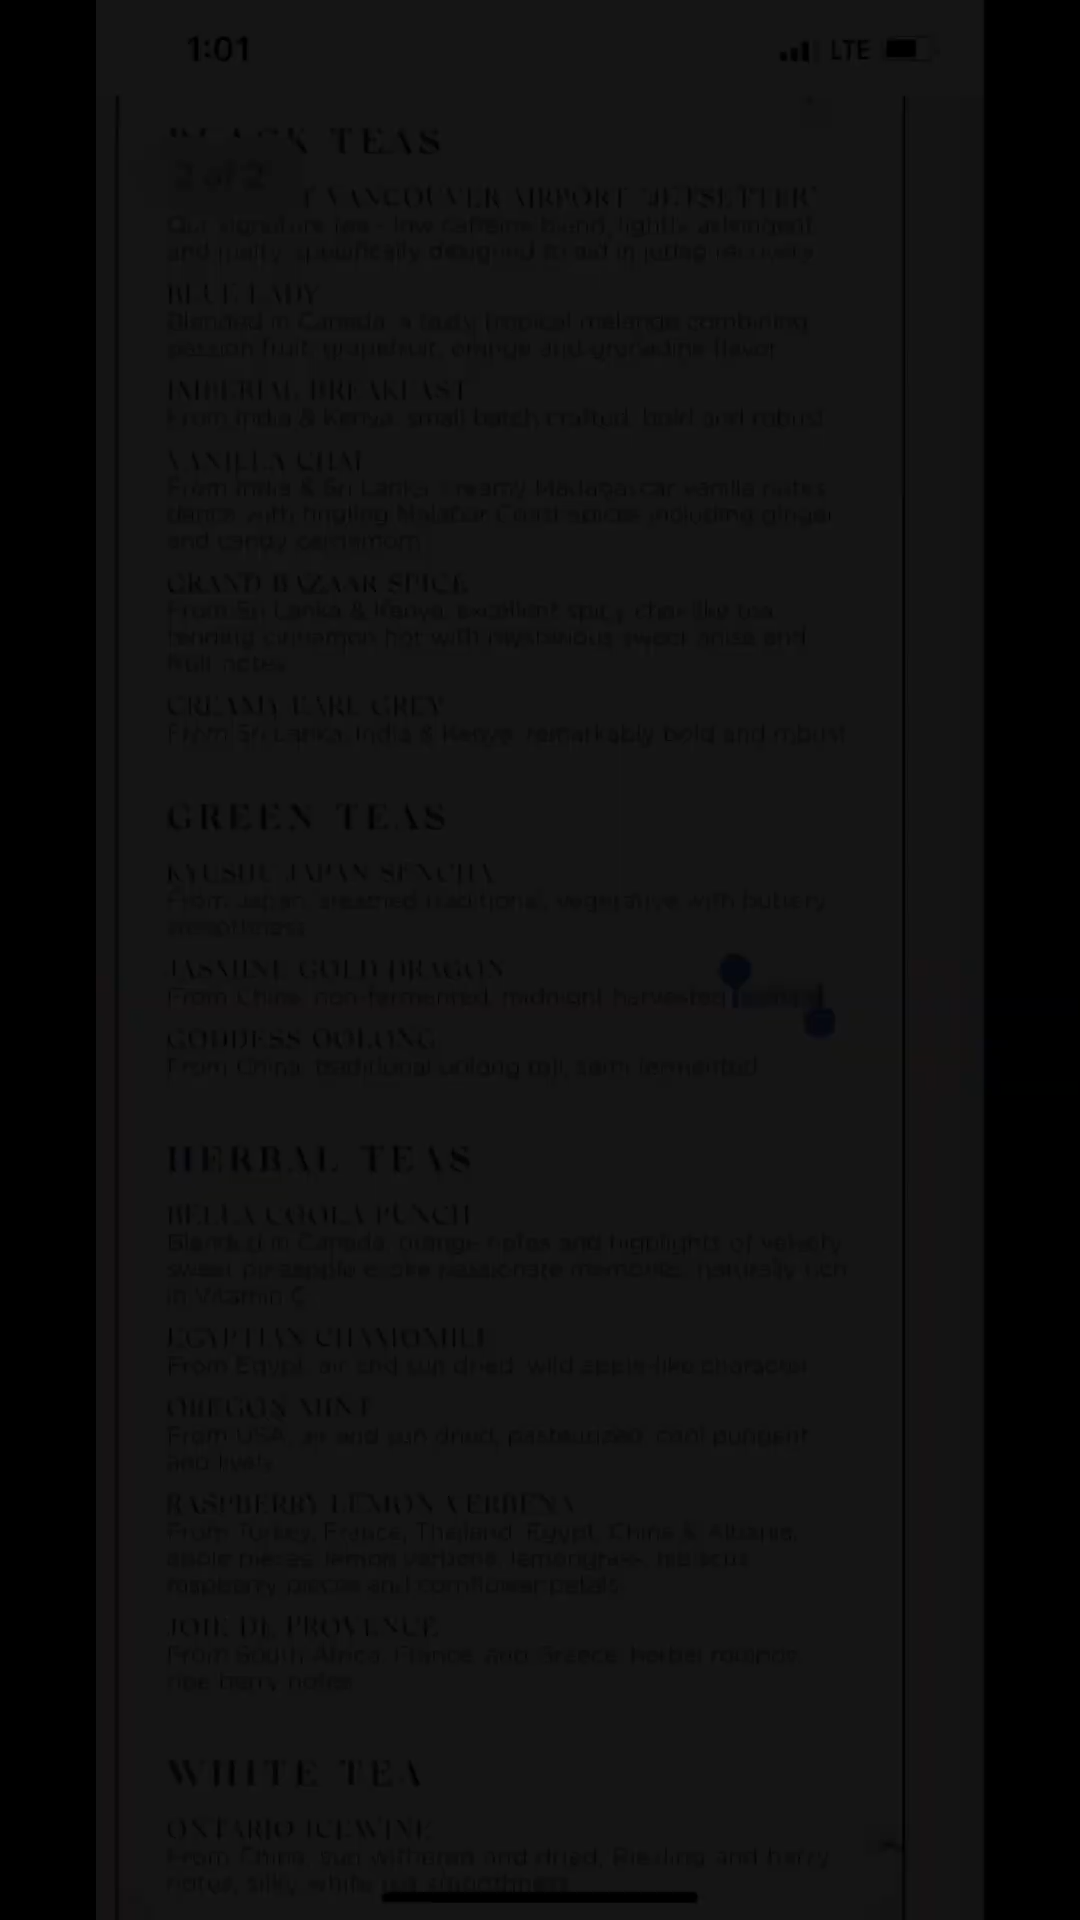 1:01
LTE
BLACK TEAS
2 of 2
T VANCOUVER AIRPORT "JETSETTER"
Our signature tea - low caffeine blend, lightly astringent
and malty, specifically designed to aid in jetlag recovery
BLUE LADY
Blended in Canada, a tasty tropical melange combining
passion fruit, grapefruit, orange and grenadine flavor
IMPERIAL BREAKFAST
From India & Kenya, small batch crafted, bold and robust
VANILLA CHAI
From India & Sri Lanka, creamy Madagascar vanilla notes
dance with tingling Malabar Coast spices including ginger
and candy cardamom
GRAND BAZAAR SPICE
From Sri Lanka & Kenya, excellent spicy chai-like tea
tending cinnamon hot with mysterious sweet anise and
fruit notes
CREAMY EARL GREY
From Sri Lanka, India & Kenya, remarkably bold and robust
GREEN TEAS
KYUSHU JAPAN SENCHA
From Japan, steamed traditional, vegetative with buttery
smoothness
JASMINE GOLD DRAGON
From China, non-fermented, midnight harvested
GODDESS OOLONG
From China, traditional oolong tea, semi fermented
HERBAL TEAS
BELLA COOLA PUNCH
Blended in Canada, orange notes and highlights of velvety
sweet pineapple evoke passionate memories, naturally rich
in Vitamin C
EGYPTIAN CHAMOMILE
From Egypt, air and sun dried, wild apple-like character
OREGON MINT
From USA, air and sun dried, pasteurized, cool pungent
and lively
RASPBERRY LEMON VERBENA
From Turkey, France, Thailand, Egypt, China & Albania,
apple pieces, lemon verbena, lemongrass, hibiscus,
raspberry pieces and cornflower petals
JOIE DE PROVENCE
From South Africa, France, and Greece, herbal rooibos
ripe berry notes
WHITE TEA
ONTARIO ICEWINE
From China, sun withered and dried, Riesling and berry
notes, silky white tea smoothness